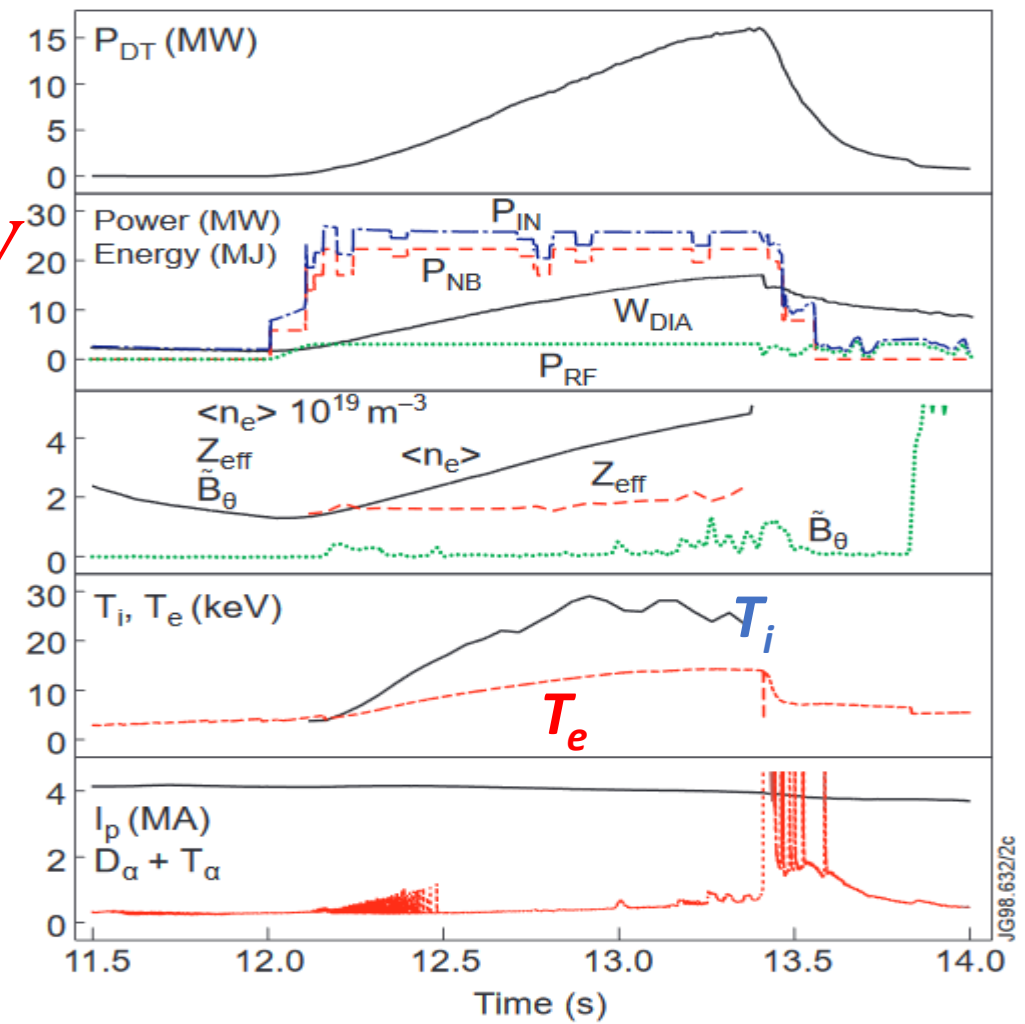 P_DT (MW)
15
10
5
0
y
Power (MW)
Energy (MJ)
30
20
10
0
P_IN
P_NB
W_DIA
P_RF
<n_e> 10^19 m^–3
Z_eff
B̃_θ
4
2
0
<n_e>
Z_eff
B̃_θ
T_i, T_e (keV)
30
20
10
0
T_i
T_e
I_p (MA)
D_α + T_α
4
2
0
11.5 12.0 12.5 13.0 13.5 14.0
Time (s)
JG98.632/2c